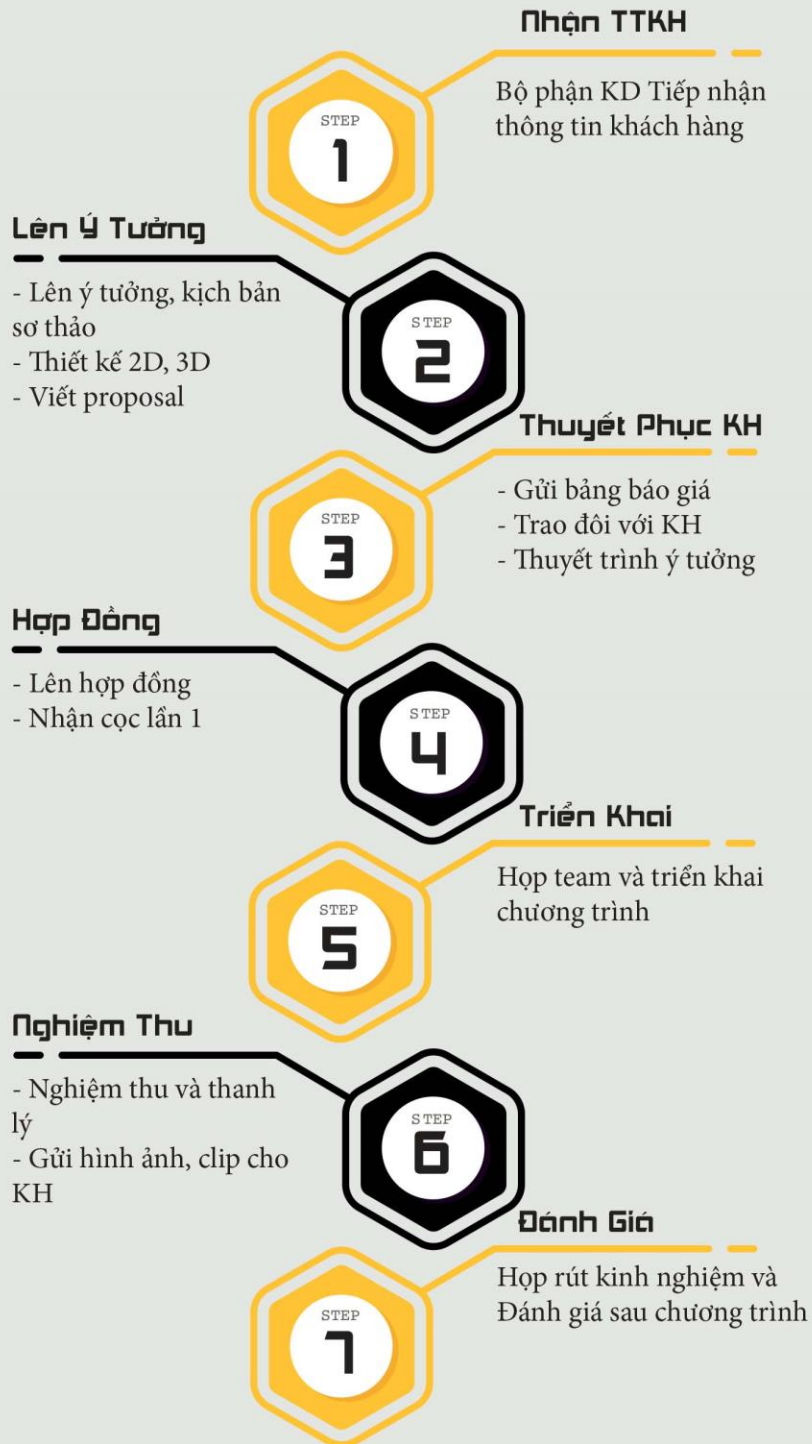 Nhận TTKH
STEP
1
Bộ phận KD Tiếp nhận
thông tin khách hàng
Lên Ý Tưởng
STEP
2
- Lên ý tưởng, kịch bản
sơ thảo
- Thiết kế 2D, 3D
- Viết proposal
Thuyết Phục KH
STEP
3
- Gửi bảng báo giá
- Trao đôi với KH
- Thuyết trình ý tưởng
Hợp Đồng
STEP
4
- Lên hợp đồng
- Nhận cọc lần 1
Triển Khai
STEP
5
Họp team và triển khai
chương trình
Nghiệm Thu
STEP
6
- Nghiệm thu và thanh
lý
- Gửi hình ảnh, clip cho
KH
Đánh Giá
STEP
7
Họp rút kinh nghiệm và
Đánh giá sau chương trình